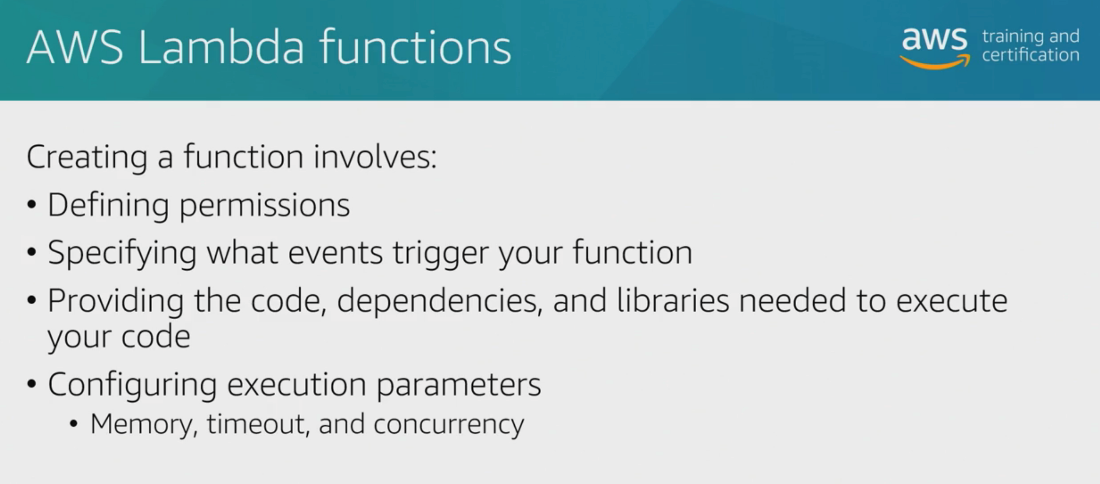 AWS Lambda functions
aws training and
certification
Creating a function involves:
• Defining permissions
• Specifying what events trigger your function
• Providing the code, dependencies, and libraries needed to execute
your code
• Configuring execution parameters
• Memory, timeout, and concurrency